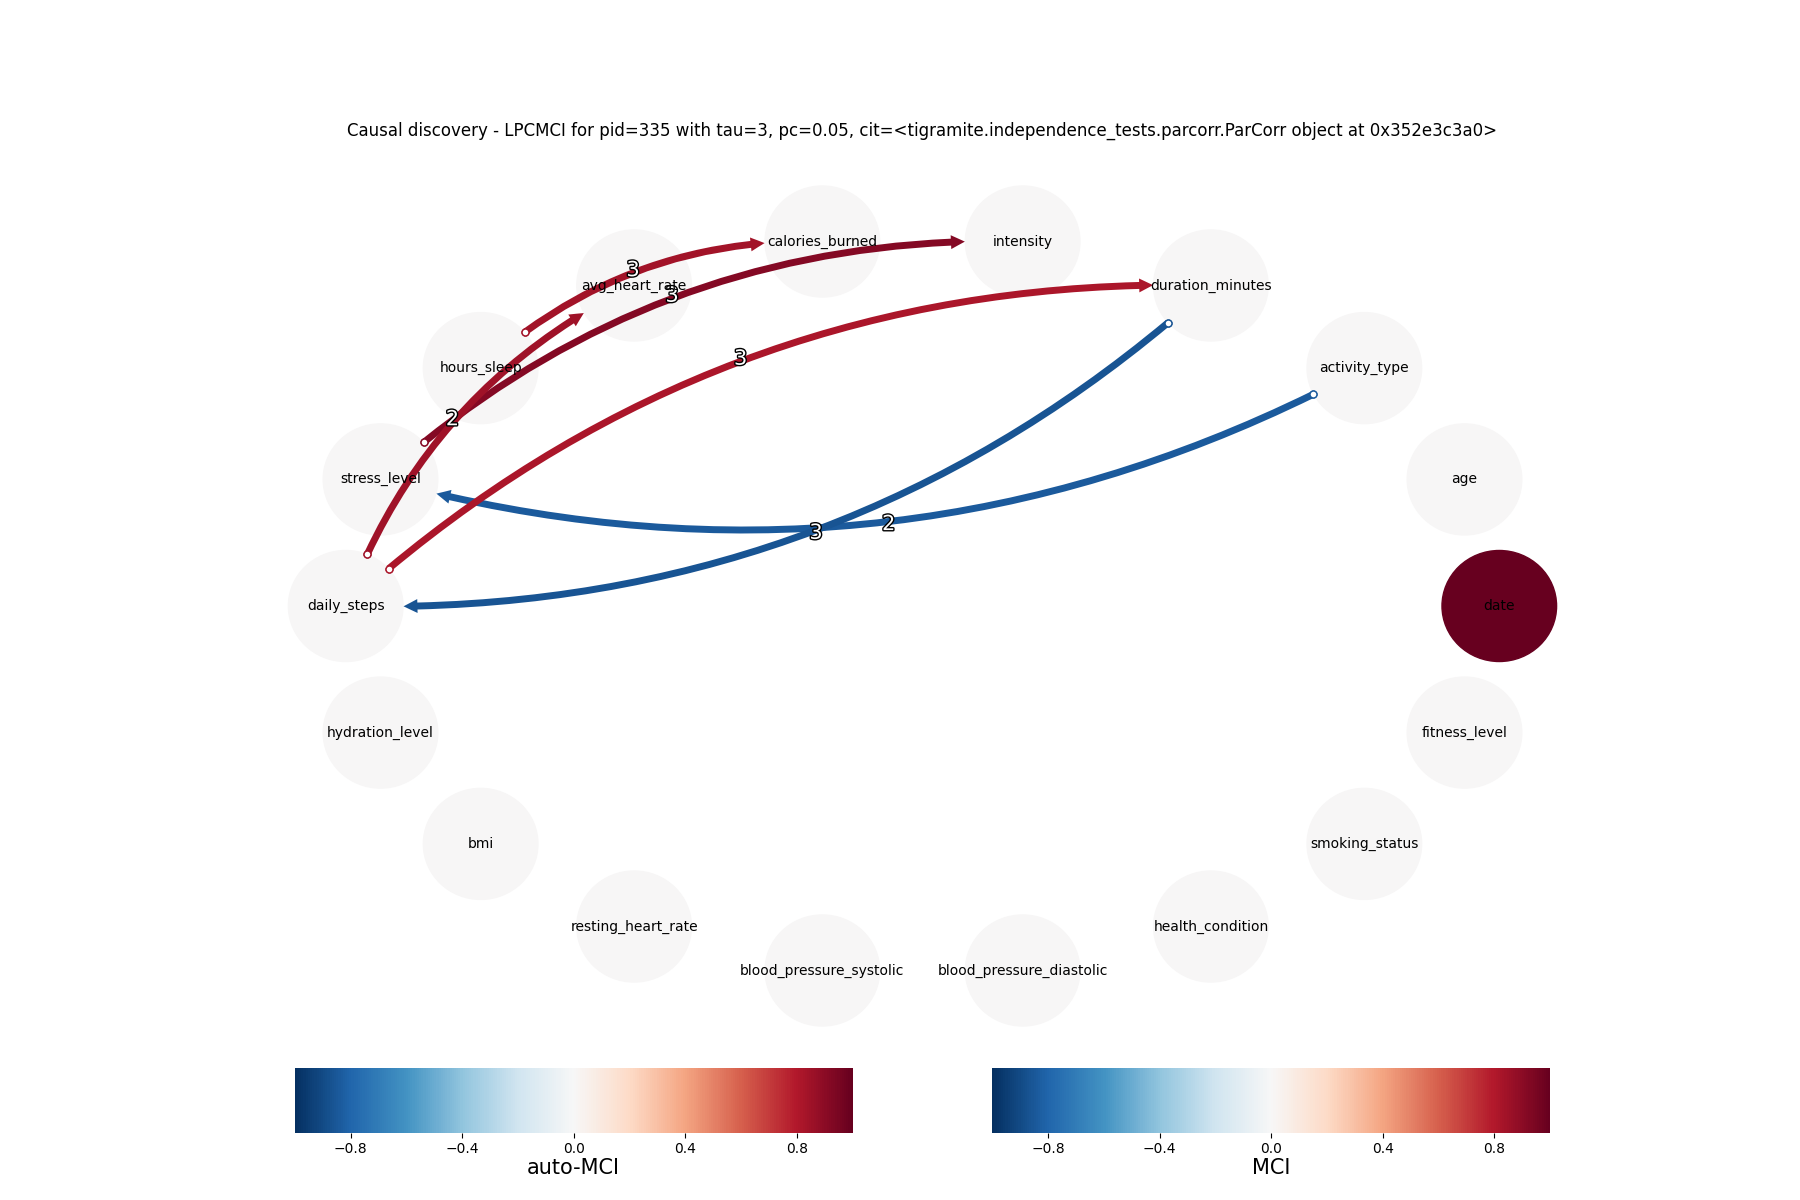 Causal discovery - LPCMCI for pid=335 with tau=3, pc=0.05, cit=<tigramite.independence_tests.parcorr.ParCorr object at 0x352e3c3a0>
calories_burned
intensity
3
avg_heart_rate
duration_minutes
3
3
hours_sleep
activity_type
2
stress_level
age
2
3
daily_steps
date
hydration_level
fitness_level
bmi
smoking_status
resting_heart_rate
health_condition
blood_pressure_systolic
blood_pressure_diastolic
−0.8 −0.4 0.0 0.4 0.8
auto-MCI
−0.8 −0.4 0.0 0.4 0.8
MCI